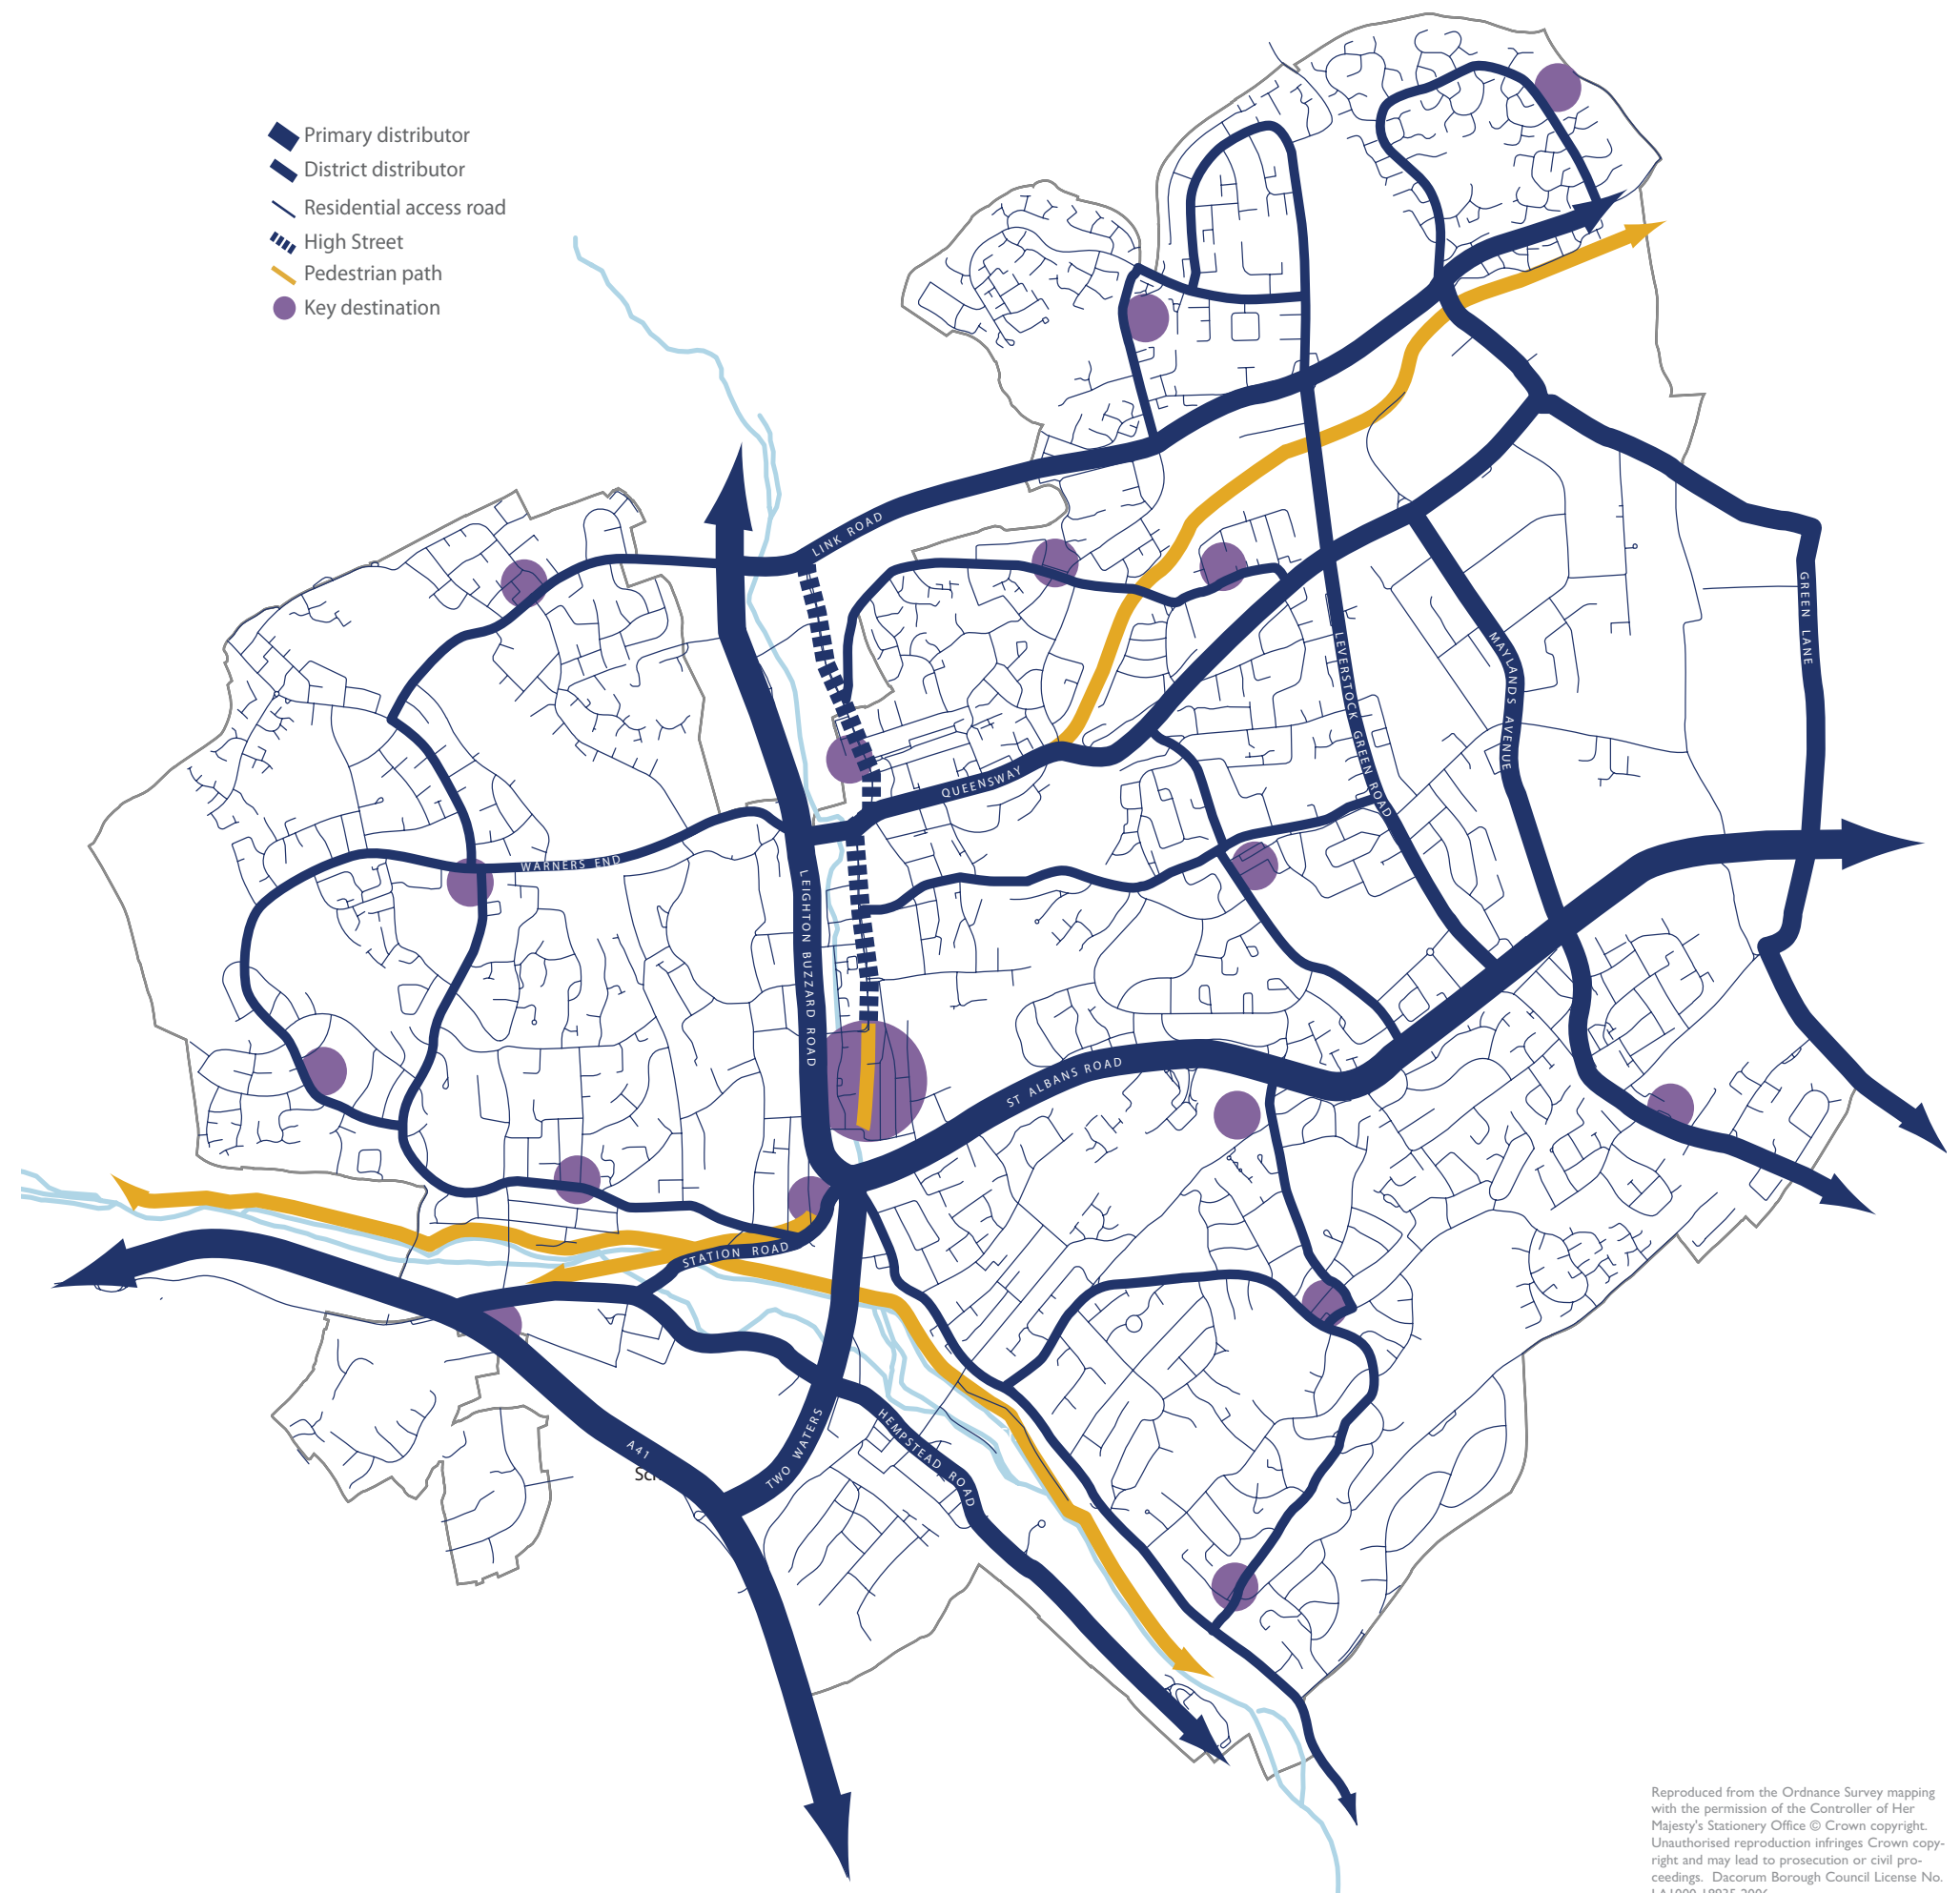 Primary distributor
District distributor
Residential access road
High Street
Pedestrian path
Key destination
LINK ROAD
GREEN LANE
LEVERSTOCK GREEN ROAD
MAYLANDS AVENUE
QUEENSWAY
WARNERS END
LEIGHTON BUZZARD ROAD
ST ALBANS ROAD
STATION ROAD
HEMPSTEAD ROAD
TWO WATERS
A41
Reproduced from the Ordnance Survey mapping
with the permission of the Controller of Her
Majesty's Stationery Office © Crown copyright.
Unauthorised reproduction infringes Crown copy-
right and may lead to prosecution or civil pro-
ceedings. Dacorum Borough Council License No.